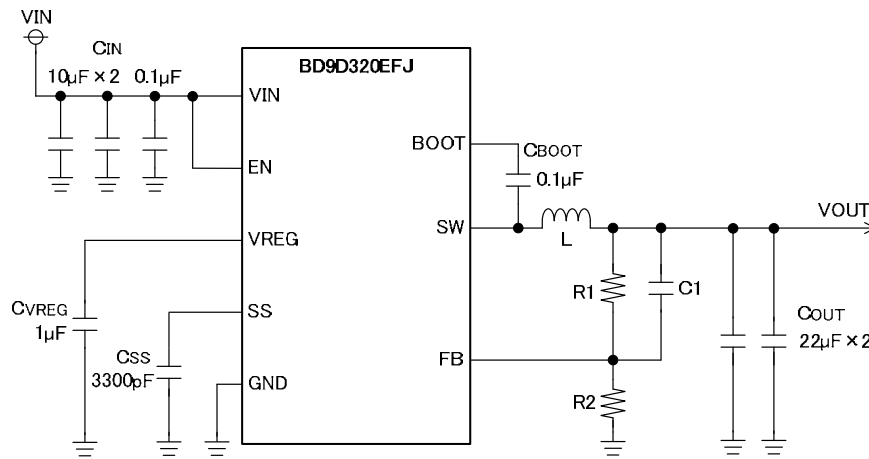 VIN
CIN
10μF×2 0.1μF
BD9D320EFJ
VIN
EN
VREG
SS
GND
BOOT
SW
FB
CBOOT
0.1μF
L
VOUT
R1
C1
R2
COUT
22μF×2
CVREG
1μF
CSS
3300pF